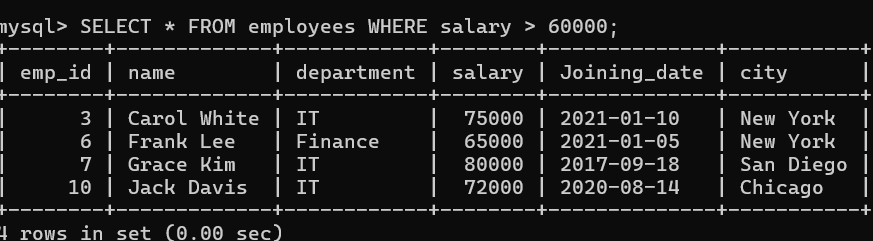 mysql> SELECT * FROM employees WHERE salary > 60000;
+--------+-------------+------------+--------+--------------+-----------+
| emp_id | name        | department | salary | Joining_date | city      |
+--------+-------------+------------+--------+--------------+-----------+
|      3 | Carol White | IT         |  75000 | 2021-01-10   | New York  |
|      6 | Frank Lee   | Finance    |  65000 | 2021-01-05   | New York  |
|      7 | Grace Kim   | IT         |  80000 | 2017-09-18   | San Diego |
|     10 | Jack Davis  | IT         |  72000 | 2020-08-14   | Chicago   |
+--------+-------------+------------+--------+--------------+-----------+
4 rows in set (0.00 sec)